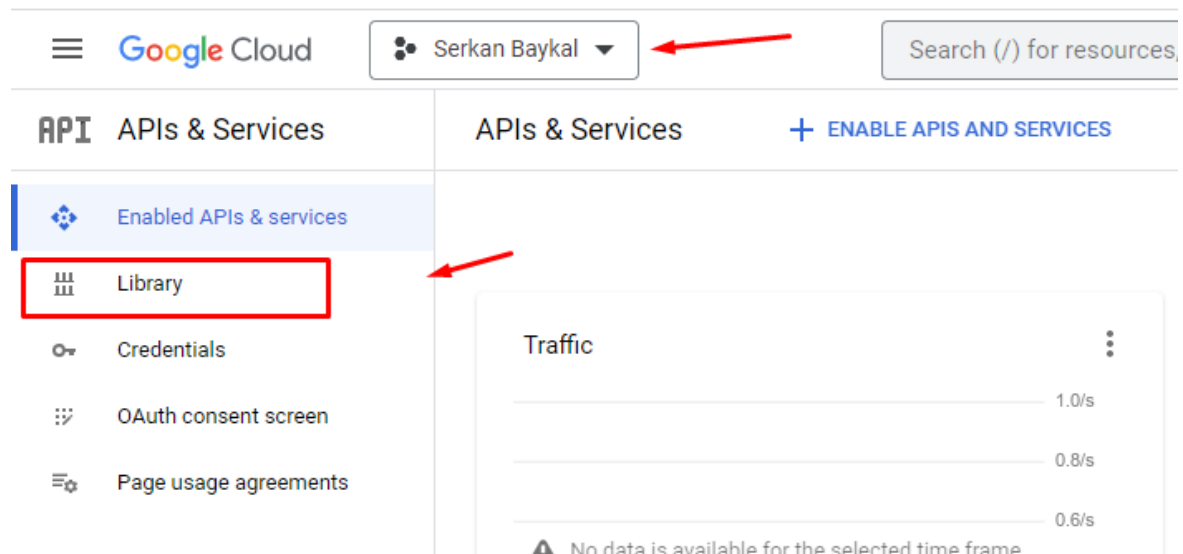 Google Cloud
Serkan Baykal
Search (/) for resources,
API APIs & Services
APIs & Services
+ ENABLE APIS AND SERVICES
Enabled APIs & services
Library
Credentials
OAuth consent screen
Page usage agreements
Traffic
1.0/s
0.8/s
0.6/s
No data is available for the selected time frame